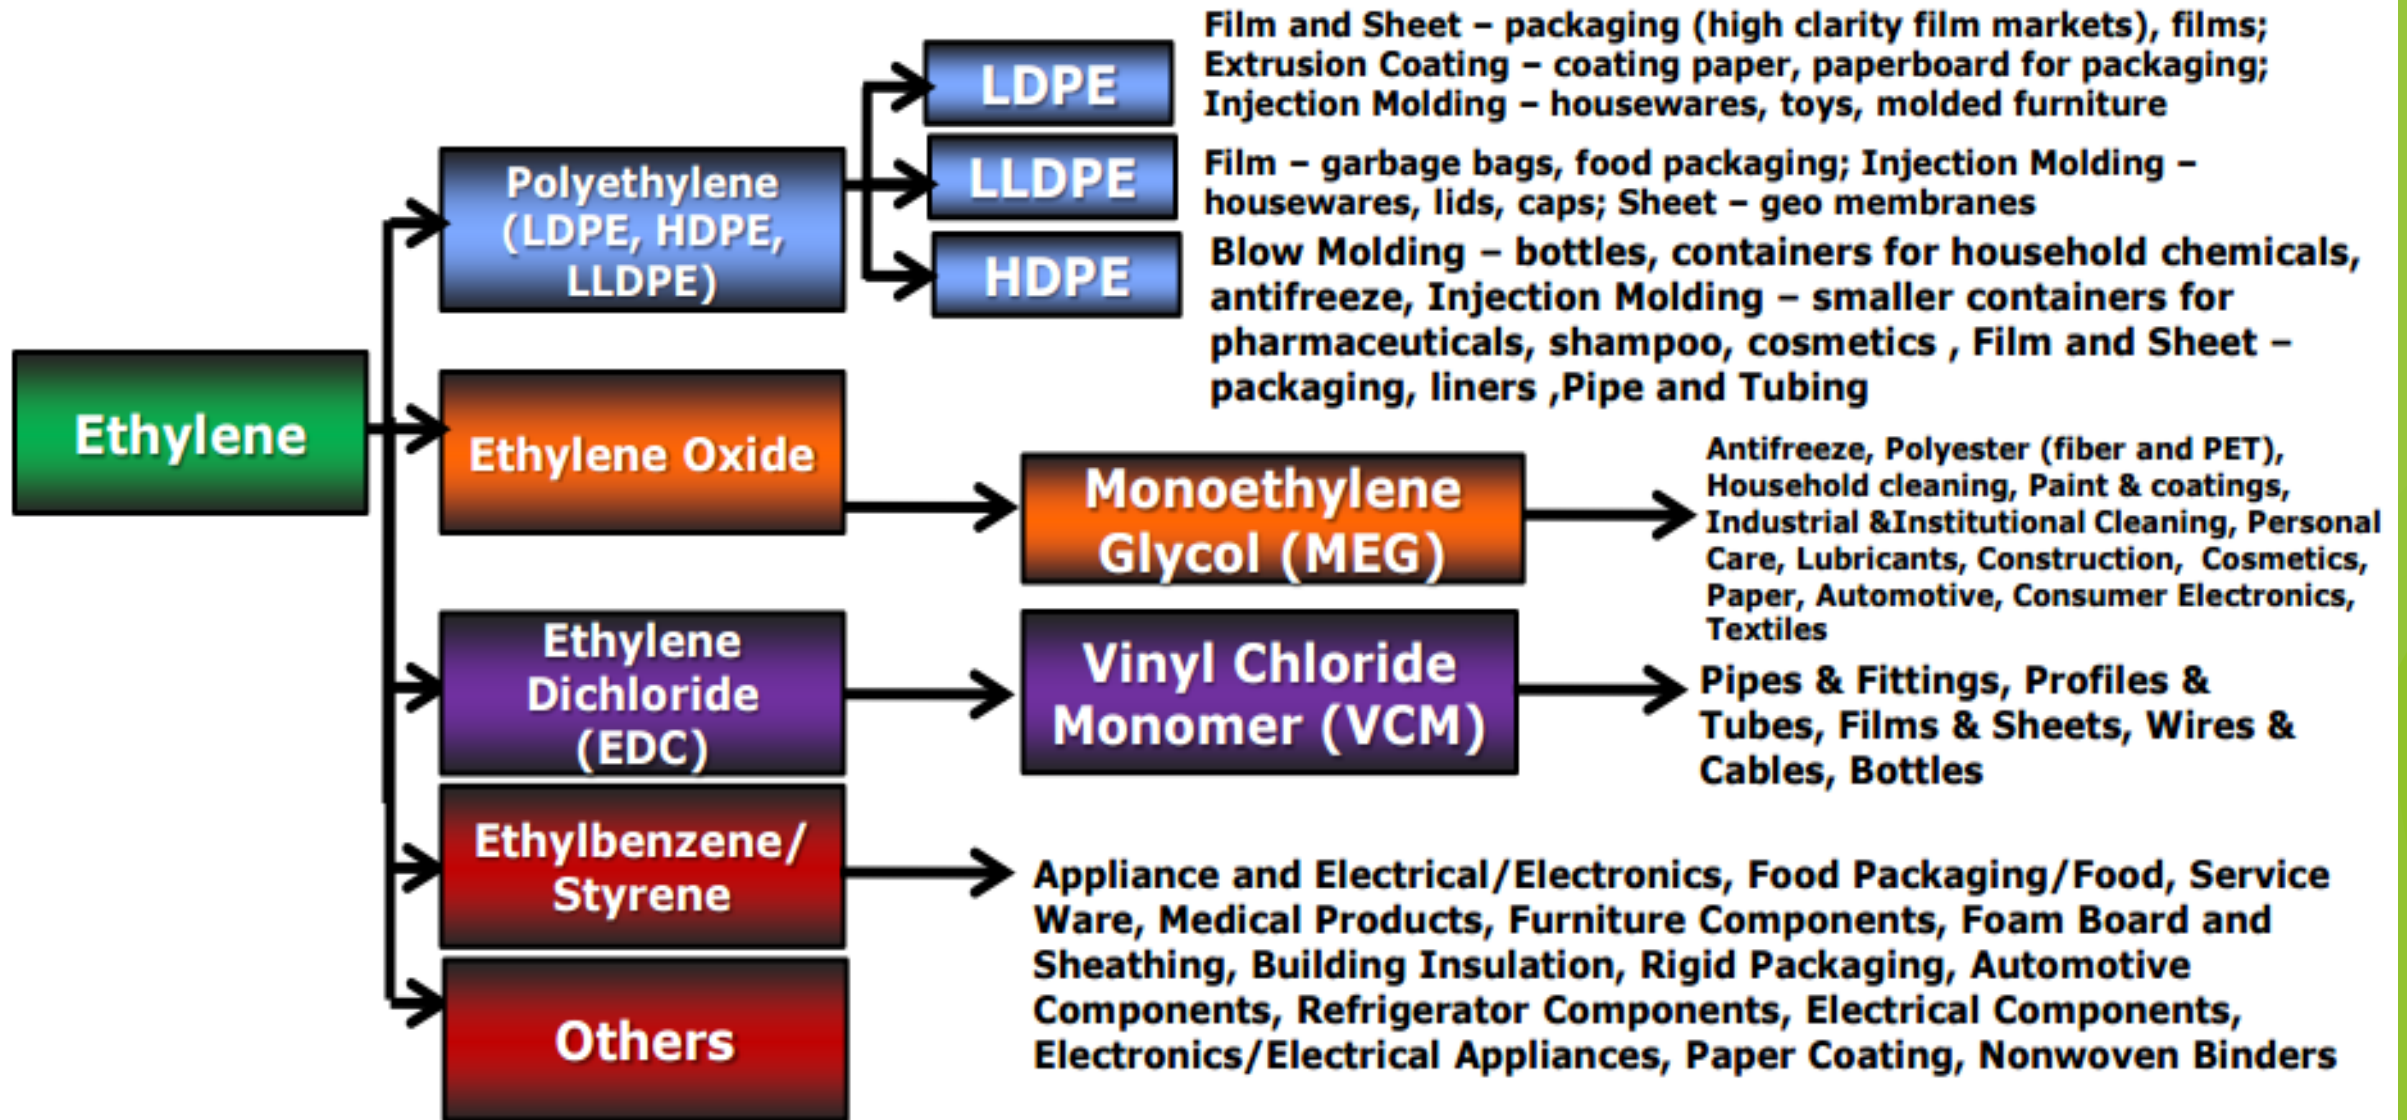 Film and Sheet – packaging (high clarity film markets), films;
Extrusion Coating – coating paper, paperboard for packaging;
Injection Molding – housewares, toys, molded furniture
LDPE
Film – garbage bags, food packaging; Injection Molding –
housewares, lids, caps; Sheet – geo membranes
LLDPE
Polyethylene
(LDPE, HDPE,
LLDPE)
Blow Molding – bottles, containers for household chemicals,
antifreeze, Injection Molding – smaller containers for
pharmaceuticals, shampoo, cosmetics , Film and Sheet –
packaging, liners ,Pipe and Tubing
HDPE
Ethylene
Ethylene Oxide
Monoethylene
Glycol (MEG)
Antifreeze, Polyester (fiber and PET),
Household cleaning, Paint & coatings,
Industrial &Institutional Cleaning, Personal
Care, Lubricants, Construction, Cosmetics,
Paper, Automotive, Consumer Electronics,
Textiles
Ethylene
Dichloride
(EDC)
Vinyl Chloride
Monomer (VCM)
Pipes & Fittings, Profiles &
Tubes, Films & Sheets, Wires &
Cables, Bottles
Ethylbenzene/
Styrene
Appliance and Electrical/Electronics, Food Packaging/Food, Service
Ware, Medical Products, Furniture Components, Foam Board and
Sheathing, Building Insulation, Rigid Packaging, Automotive
Components, Refrigerator Components, Electrical Components,
Electronics/Electrical Appliances, Paper Coating, Nonwoven Binders
Others